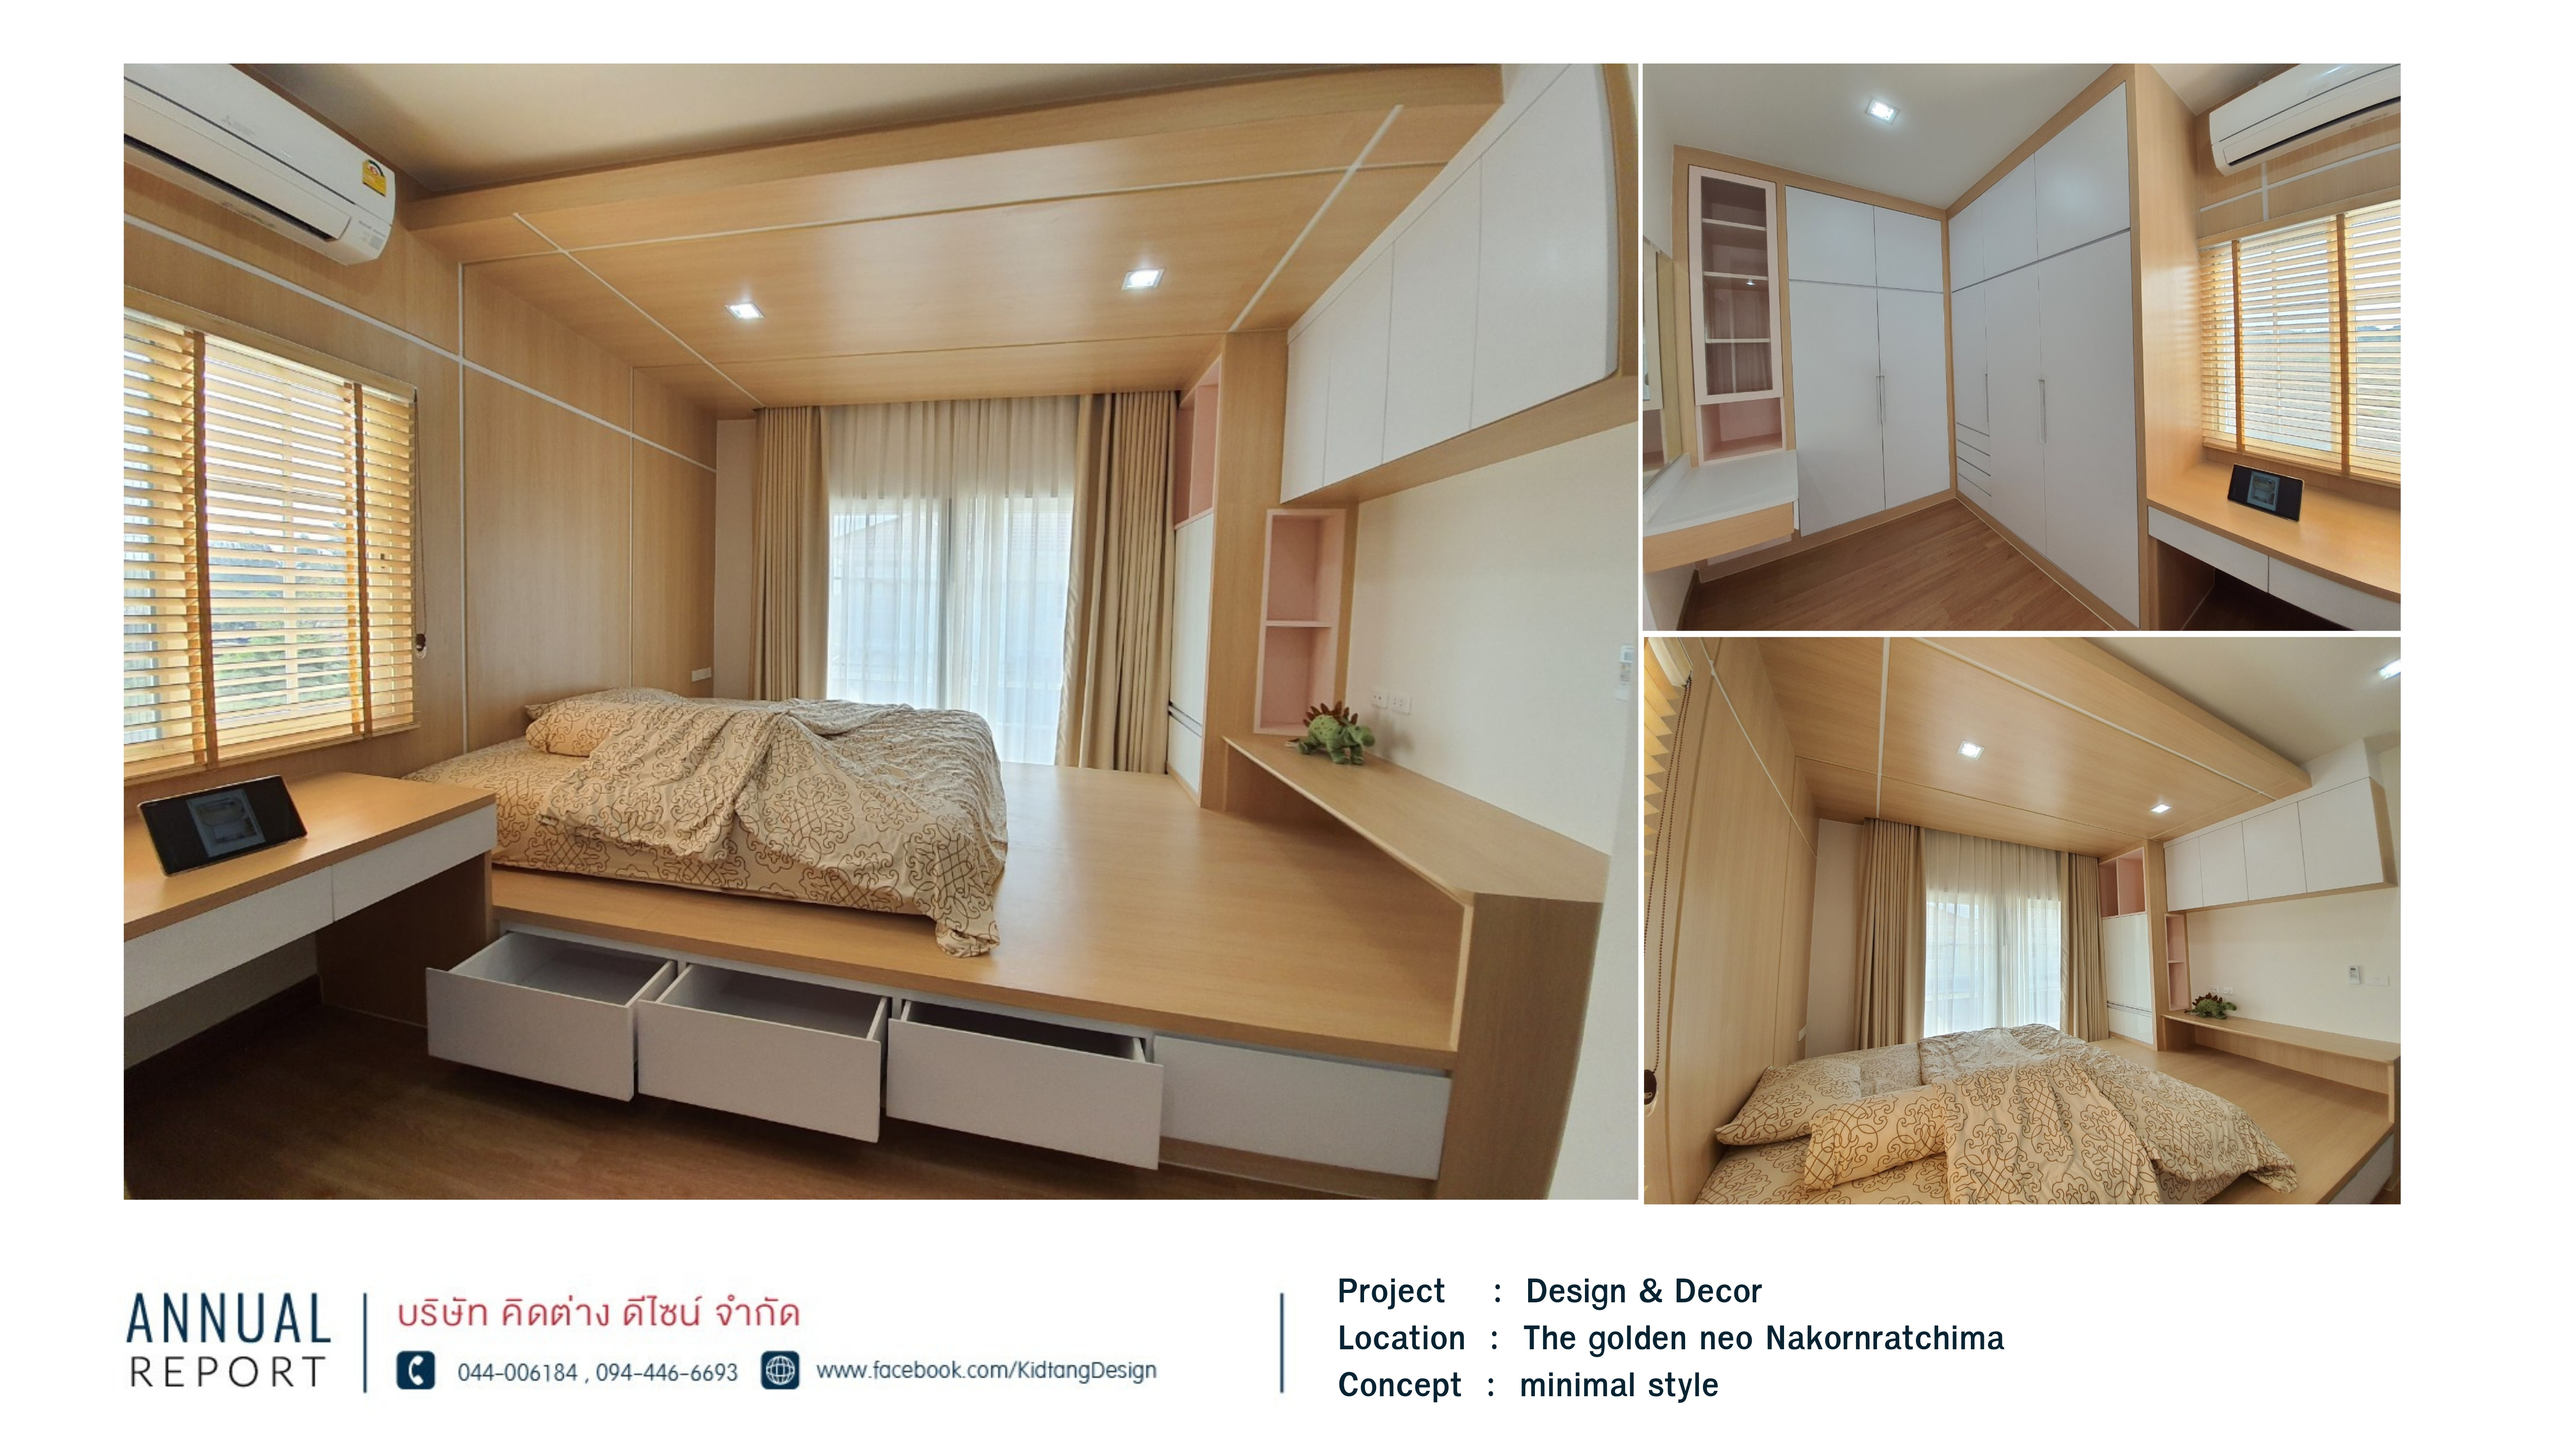 ANNUAL
REPORT
บริษัท คิดต่าง ดีไซน์ จำกัด
044-006184 , 094-446-6693 www.facebook.com/KidtangDesign
Project : Design & Decor
Location : The golden neo Nakornratchima
Concept : minimal style